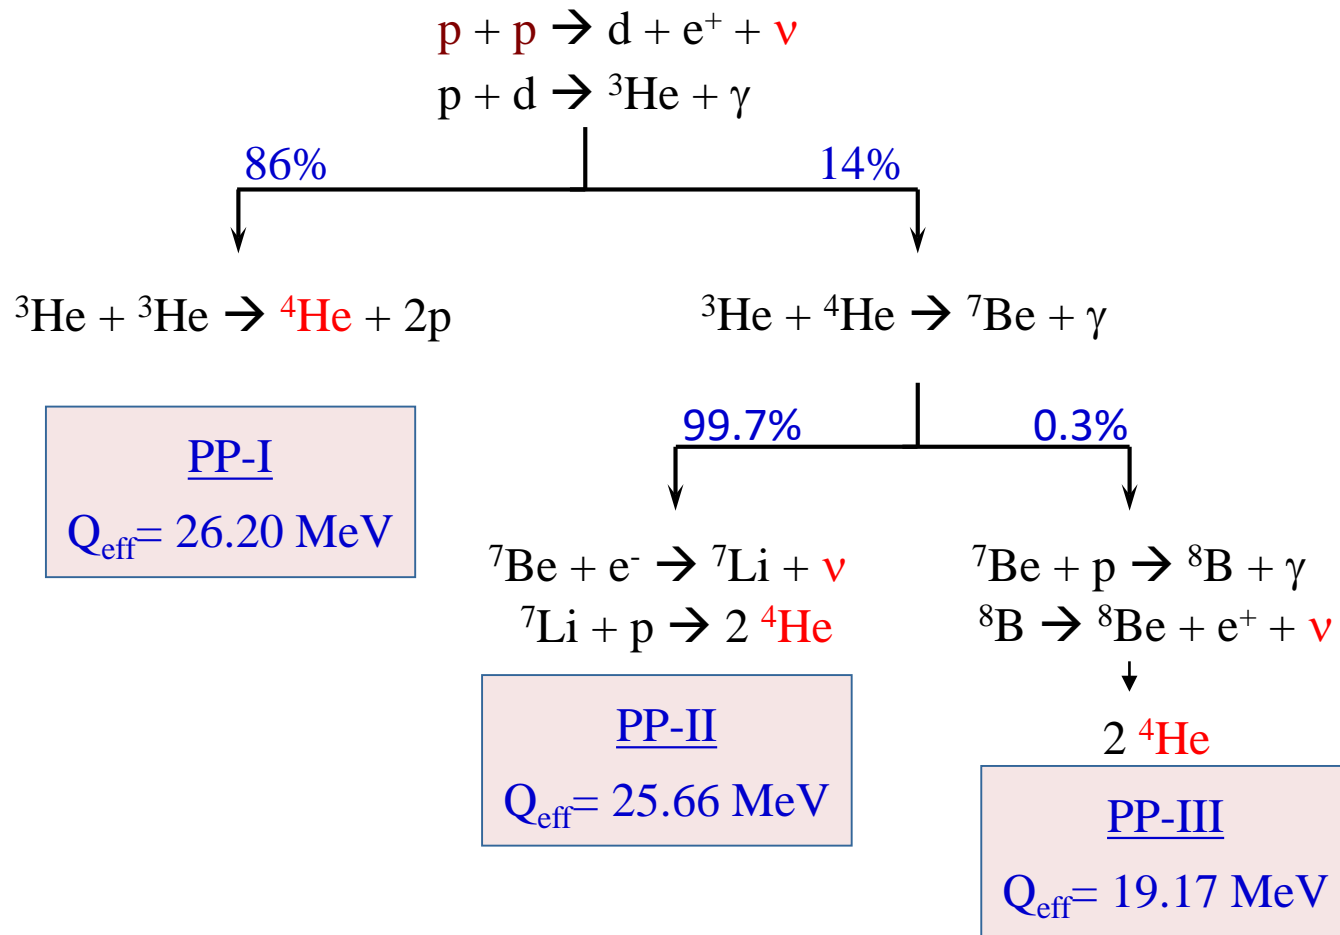 p + p → d + e⁺ + ν
p + d → ³He + γ
86%
14%
³He + ³He → ⁴He + 2p
³He + ⁴He → ⁷Be + γ
PP-I
Q_eff= 26.20 MeV
99.7%
0.3%
⁷Be + e⁻ → ⁷Li + ν
⁷Li + p → 2 ⁴He
⁷Be + p → ⁸B + γ
⁸B → ⁸Be + e⁺ + ν
2 ⁴He
PP-II
Q_eff= 25.66 MeV
PP-III
Q_eff= 19.17 MeV